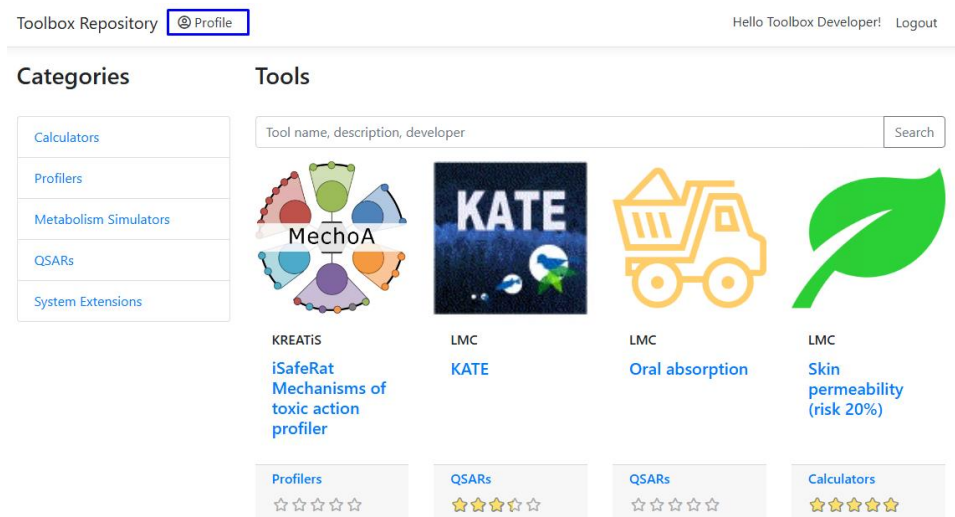 Toolbox Repository Profile Hello Toolbox Developer! Logout
Categories
Calculators
Profilers
Metabolism Simulators
QSARs
System Extensions
Tools
Tool name, description, developer Search
MechoA
KREATiS
iSafeRat
Mechanisms of
toxic action
profiler
Profilers
KATE
LMC
KATE
QSARs
LMC
Oral absorption
QSARs
LMC
Skin
permeability
(risk 20%)
Calculators